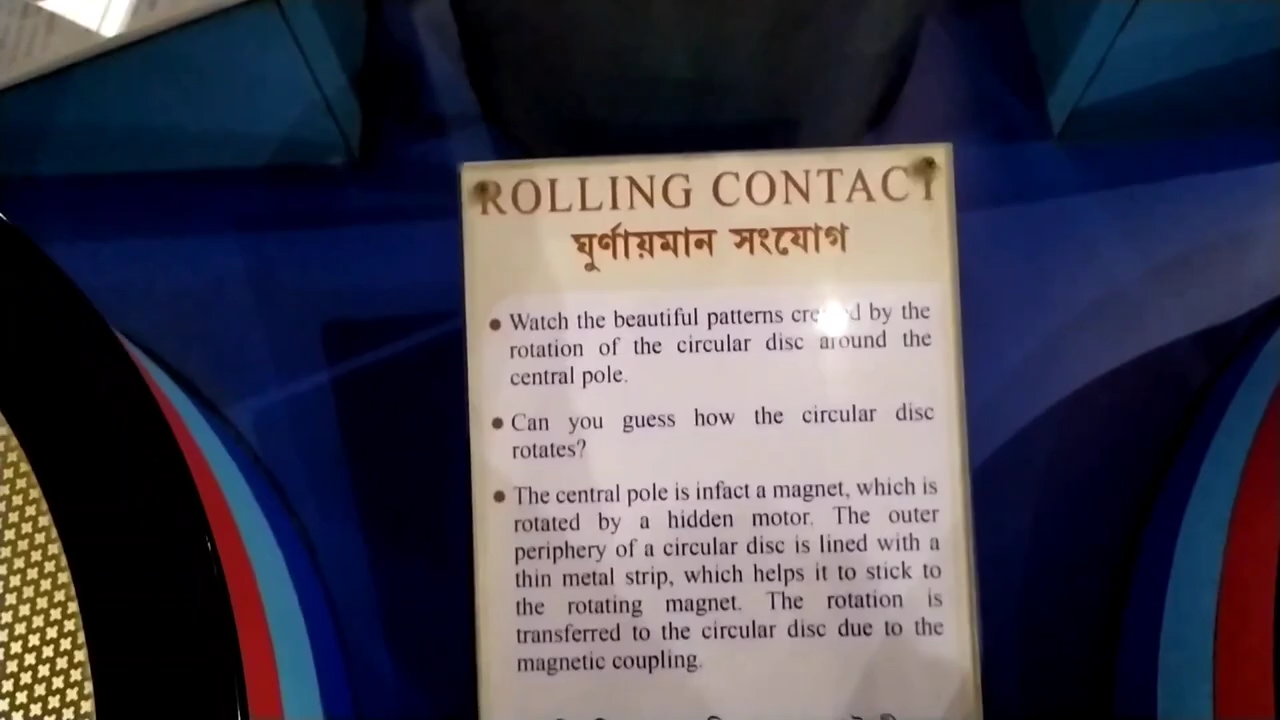 ROLLING CONTACT
ঘূর্ণায়মান সংযোগ
● Watch the beautiful patterns created by the
rotation of the circular disc around the
central pole.
● Can you guess how the circular disc
rotates?
● The central pole is infact a magnet, which is
rotated by a hidden motor. The outer
periphery of a circular disc is lined with a
thin metal strip, which helps it to stick to
the rotating magnet. The rotation is
transferred to the circular disc due to the
magnetic coupling.